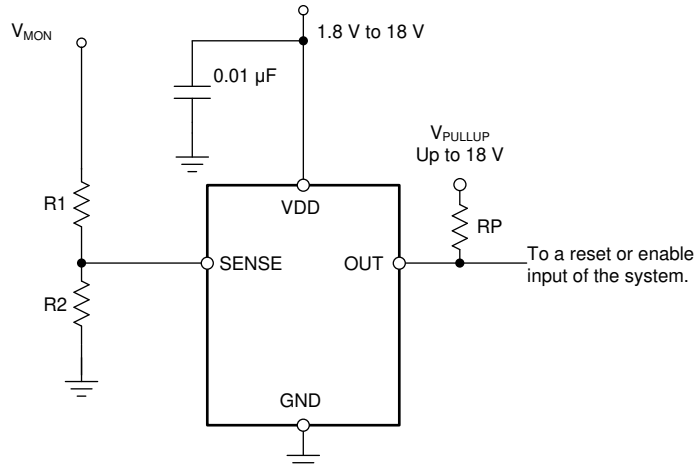 V_MON
1.8 V to 18 V
0.01 µF
V_PULLUP
Up to 18 V
R1
VDD
RP
SENSE
OUT
To a reset or enable
input of the system.
R2
GND